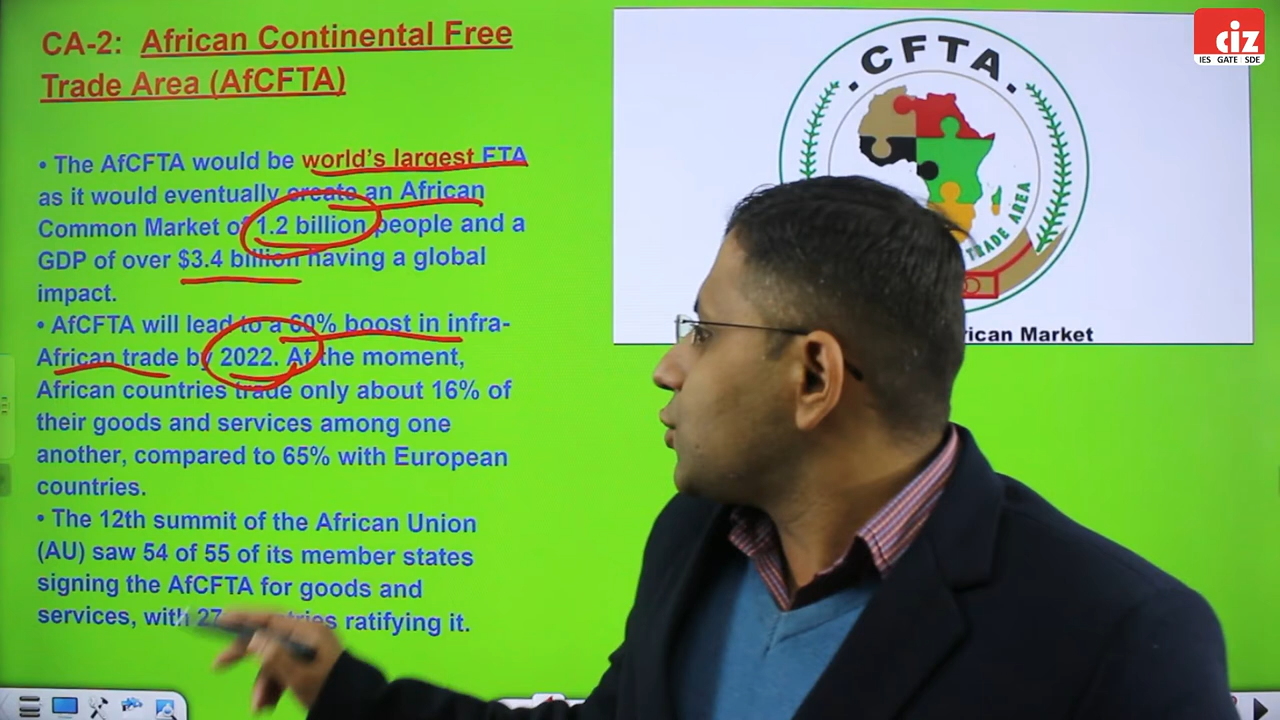 CA-2: African Continental Free
Trade Area (AfCFTA)
• The AfCFTA would be world's largest FTA
as it would eventually create an African
Common Market of 1.2 billion people and a
GDP of over $3.4 billion having a global
impact.
• AfCFTA will lead to a 60% boost in infra-
African trade by 2022. At the moment,
African countries trade only about 16% of
their goods and services among one
another, compared to 65% with European
countries.
• The 12th summit of the African Union
(AU) saw 54 of 55 of its member states
signing the AfCFTA for goods and
services, with 27 ratifying it.
CFTA
TRADE AREA
rican Market
ciz
IES GATE SDE